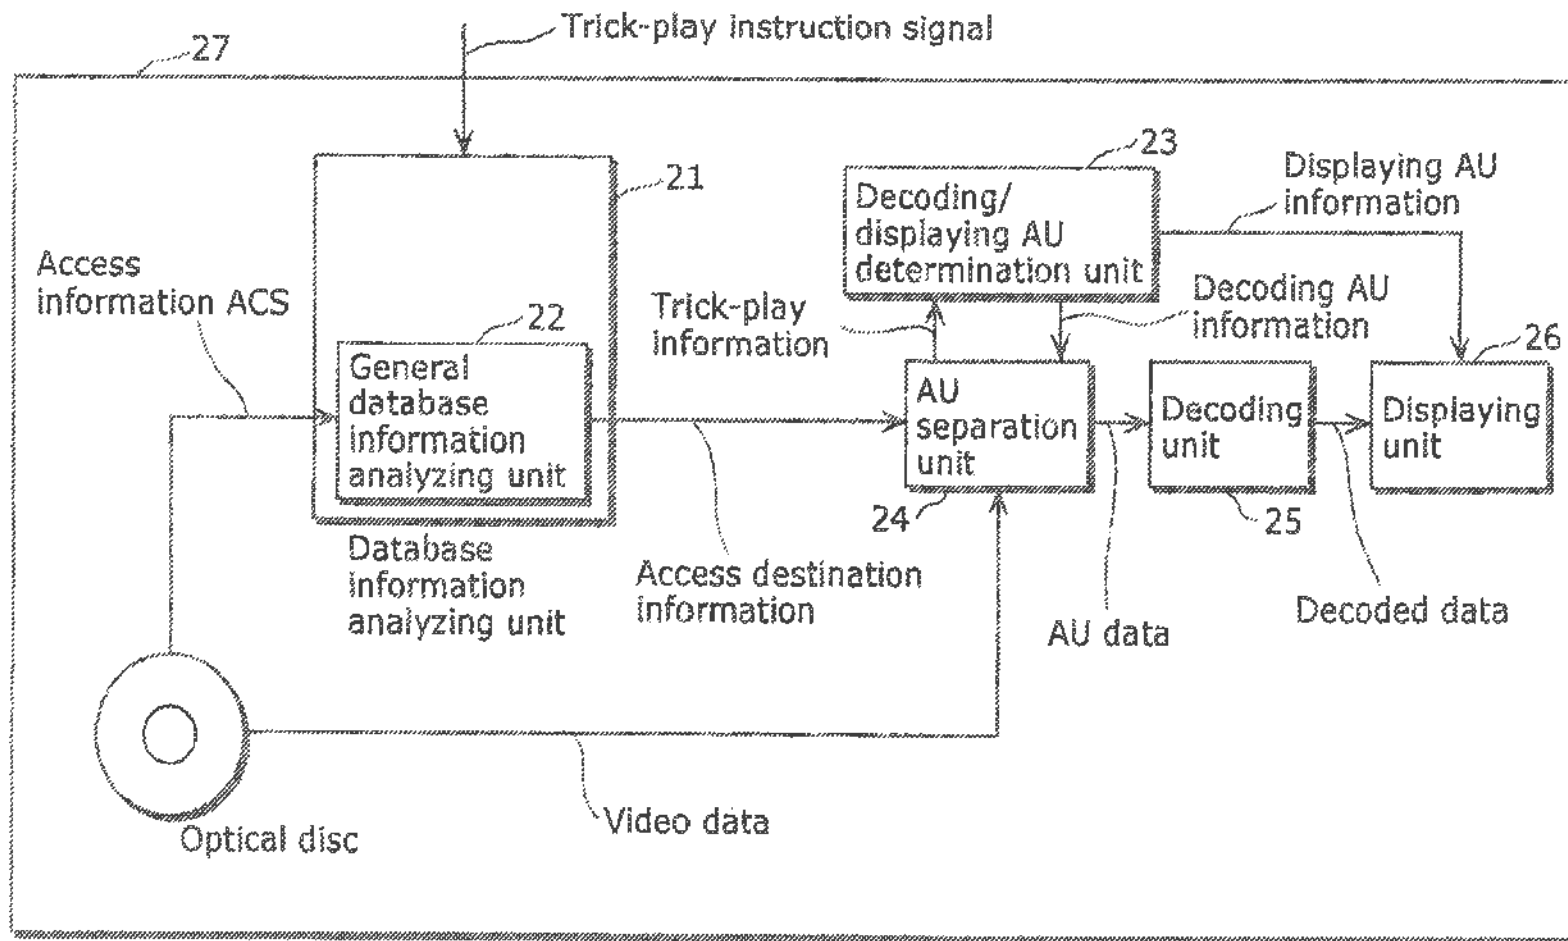 Trick-play instruction signal
27
21
23
Displaying AU
information
Decoding/
displaying AU
determination unit
Access
information ACS
Trick-play
information
Decoding AU
information
22
26
General
database
information
analyzing unit
AU
separation
unit
Decoding
unit
Displaying
unit
24
25
Database
information
analyzing unit
Access destination
information
AU data
Decoded data
Optical disc
Video data